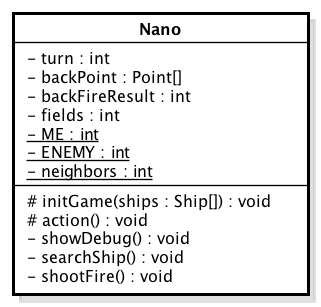 Nano
- turn : int
- backPoint : Point[]
- backFireResult : int
- fields : int
- ME : int
- ENEMY : int
- neighbors : int
# initGame(ships : Ship[]) : void
# action() : void
- showDebug() : void
- searchShip() : void
- shootFire() : void